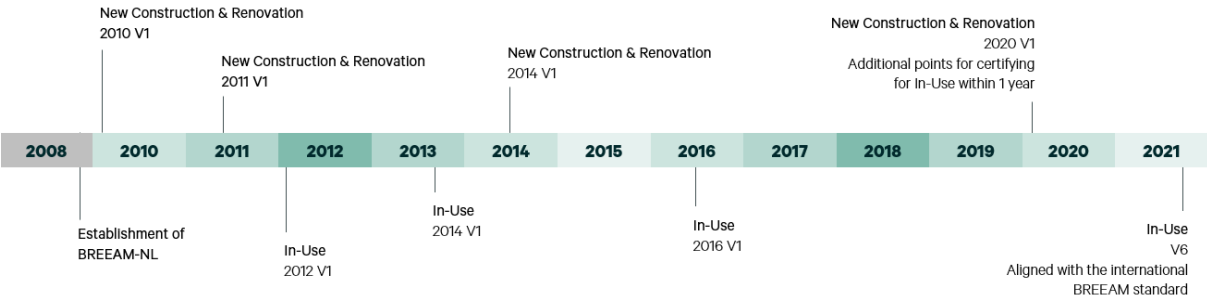 New Construction & Renovation
2010 V1
New Construction & Renovation
2011 V1
New Construction & Renovation
2014 V1
New Construction & Renovation
2020 V1
Additional points for certifying
for In-Use within 1 year
2008 2010 2011 2012 2013 2014 2015 2016 2017 2018 2019 2020 2021
Establishment of
BREEAM-NL
In-Use
2012 V1
In-Use
2014 V1
In-Use
2016 V1
In-Use
V6
Aligned with the international
BREEAM standard